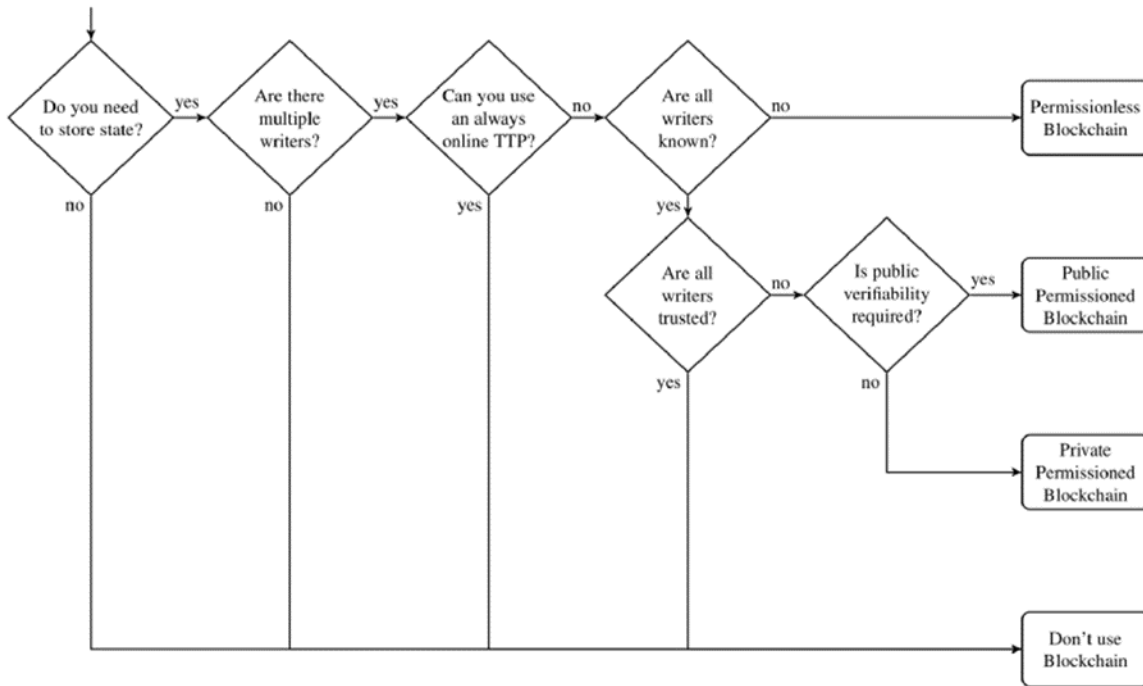 Do you need
to store state?
yes
no
Are there
multiple
writers?
yes
no
Can you use
an always
online TTP?
no
yes
Are all
writers
known?
no
yes
Permissionless
Blockchain
Are all
writers
trusted?
no
yes
Is public
verifiability
required?
yes
no
Public
Permissioned
Blockchain
Private
Permissioned
Blockchain
Don't use
Blockchain